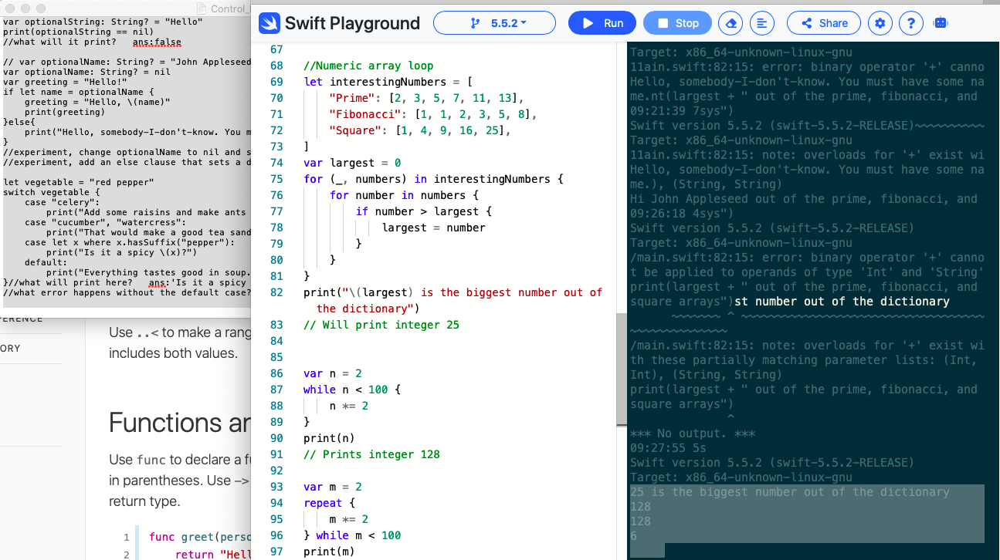 Control_
var optionalString: String? = "Hello"
print(optionalString == nil)
//what will it print?   ans:false
// var optionalName: String? = "John Appleseed
var optionalName: String? = nil
var greeting = "Hello!"
if let name = optionalName {
    greeting = "Hello, \(name)"
    print(greeting)
}else{
    print("Hello, somebody-I-don't-know. You m
}
//experiment, change optionalName to nil and s
//experiment, add an else clause that sets a d
let vegetable = "red pepper"
switch vegetable {
    case "celery":
        print("Add some raisins and make ants
    case "cucumber", "watercress":
        print("That would make a good tea sand
    case let x where x.hasSuffix("pepper"):
        print("Is it a spicy \(x)?")
    default:
        print("Everything tastes good in soup.
}//what will print here?   ans:'Is it a spicy
//what error happens without the default case?
ERENCE
ORY
Use ..< to make a rang
includes both values.
Functions ar
Use func to declare a fu
in parentheses. Use ->
return type.
1 func greet(perso
2     return "Hell
Swift Playground
5.5.2
Run
Stop
Share
?
67
68 //Numeric array loop
69 let interestingNumbers = [
70     "Prime": [2, 3, 5, 7, 11, 13],
71     "Fibonacci": [1, 1, 2, 3, 5, 8],
72     "Square": [1, 4, 9, 16, 25],
73 ]
74 var largest = 0
75 for (_, numbers) in interestingNumbers {
76     for number in numbers {
77         if number > largest {
78             largest = number
79         }
80     }
81 }
82 print("\(largest) is the biggest number out of
the dictionary")
83 // Will print integer 25
84
85
86 var n = 2
87 while n < 100 {
88     n *= 2
89 }
90 print(n)
91 // Prints integer 128
92
93 var m = 2
94 repeat {
95     m *= 2
96 } while m < 100
97 print(m)
Target: x86_64-unknown-linux-gnu
11ain.swift:82:15: error: binary operator '+' canno
Hello, somebody-I-don't-know. You must have some na
me.nt(largest + " out of the prime, fibonacci, and
09:21:39 7sys")
Swift version 5.5.2 (swift-5.5.2-RELEASE)~~~~~~~~~~
Target: x86_64-unknown-linux-gnu
11ain.swift:82:15: note: overloads for '+' exist wi
Hello, somebody-I-don't-know. You must have some na
me.), (String, String)
Hi John Appleseed out of the prime, fibonacci, and
09:26:18 4sys")
Swift version 5.5.2 (swift-5.5.2-RELEASE)
Target: x86_64-unknown-linux-gnu
/main.swift:82:15: error: binary operator '+' canno
t be applied to operands of type 'Int' and 'String'
print(largest + " out of the prime, fibonacci, and
square arrays")st number out of the dictionary
~~~~~~~ ^ ~~~~~~~~~~~~~~~~~~~~~~~~~~~~~~~~~~~
~~~~~~~~~~~~~~
/main.swift:82:15: note: overloads for '+' exist wi
th these partially matching parameter lists: (Int,
Int), (String, String)
print(largest + " out of the prime, fibonacci, and
square arrays")
^
*** No output. ***
09:27:55 5s
Swift version 5.5.2 (swift-5.5.2-RELEASE)
Target: x86_64-unknown-linux-gnu
25 is the biggest number out of the dictionary
128
128
6